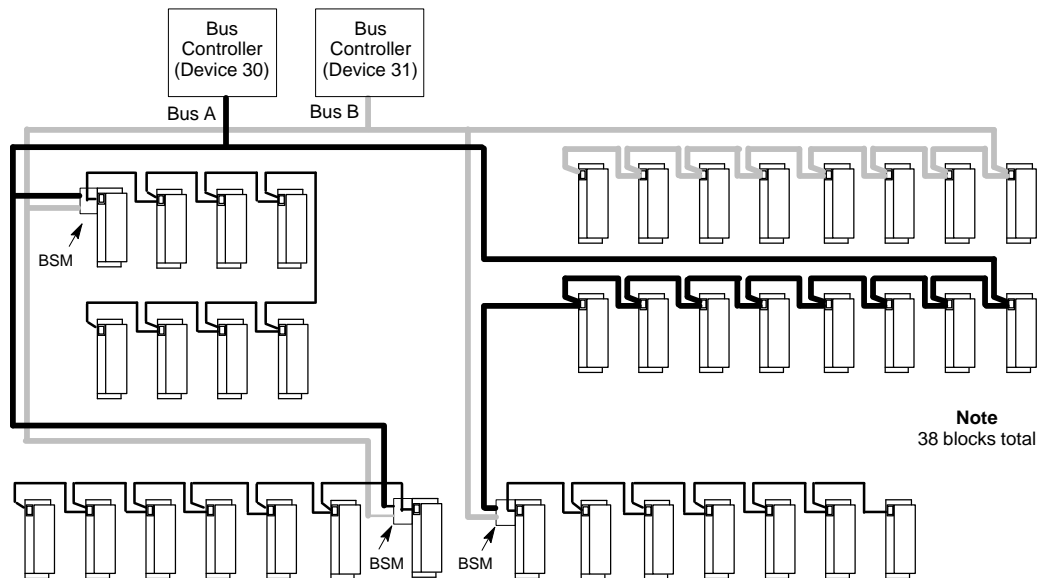 Bus
Controller
(Device 30)
Bus
Controller
(Device 31)
Bus A
Bus B
BSM
Note
38 blocks total
BSM
BSM